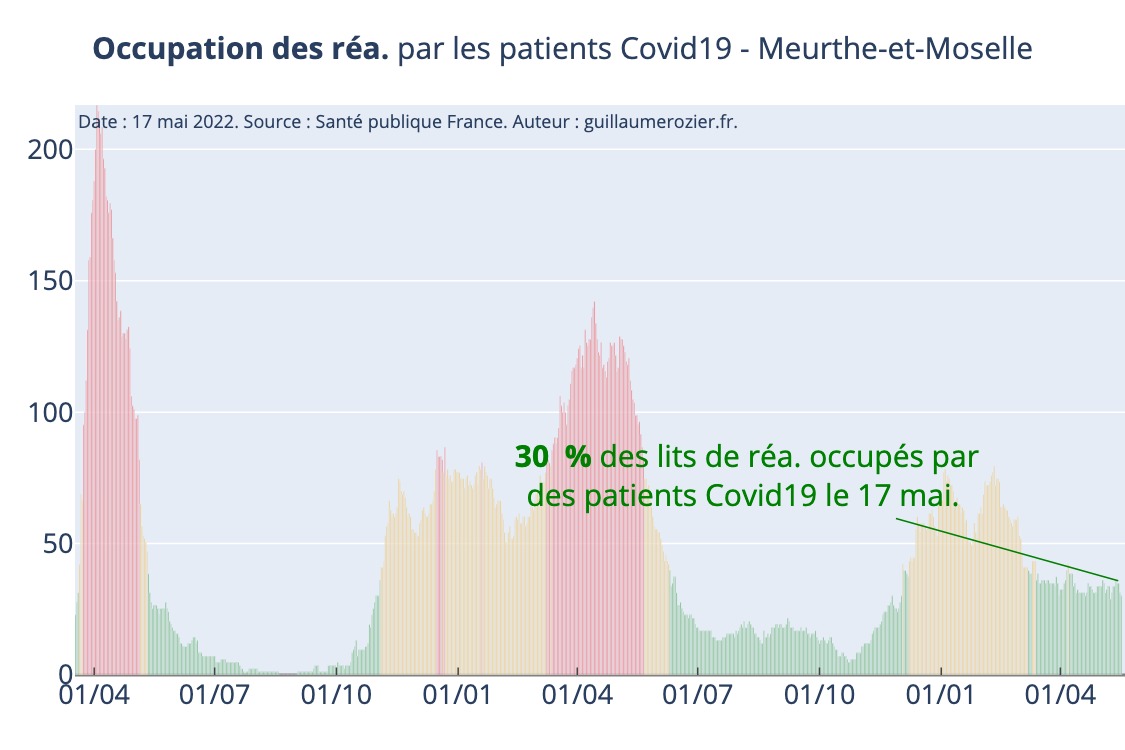 Occupation des réa. par les patients Covid19 - Meurthe-et-Moselle
Date : 17 mai 2022. Source : Santé publique France. Auteur : guillaumerozier.fr.
200
150
100
50
0
30 % des lits de réa. occupés par
des patients Covid19 le 17 mai.
01/04 01/07 01/10 01/01 01/04 01/07 01/10 01/01 01/04